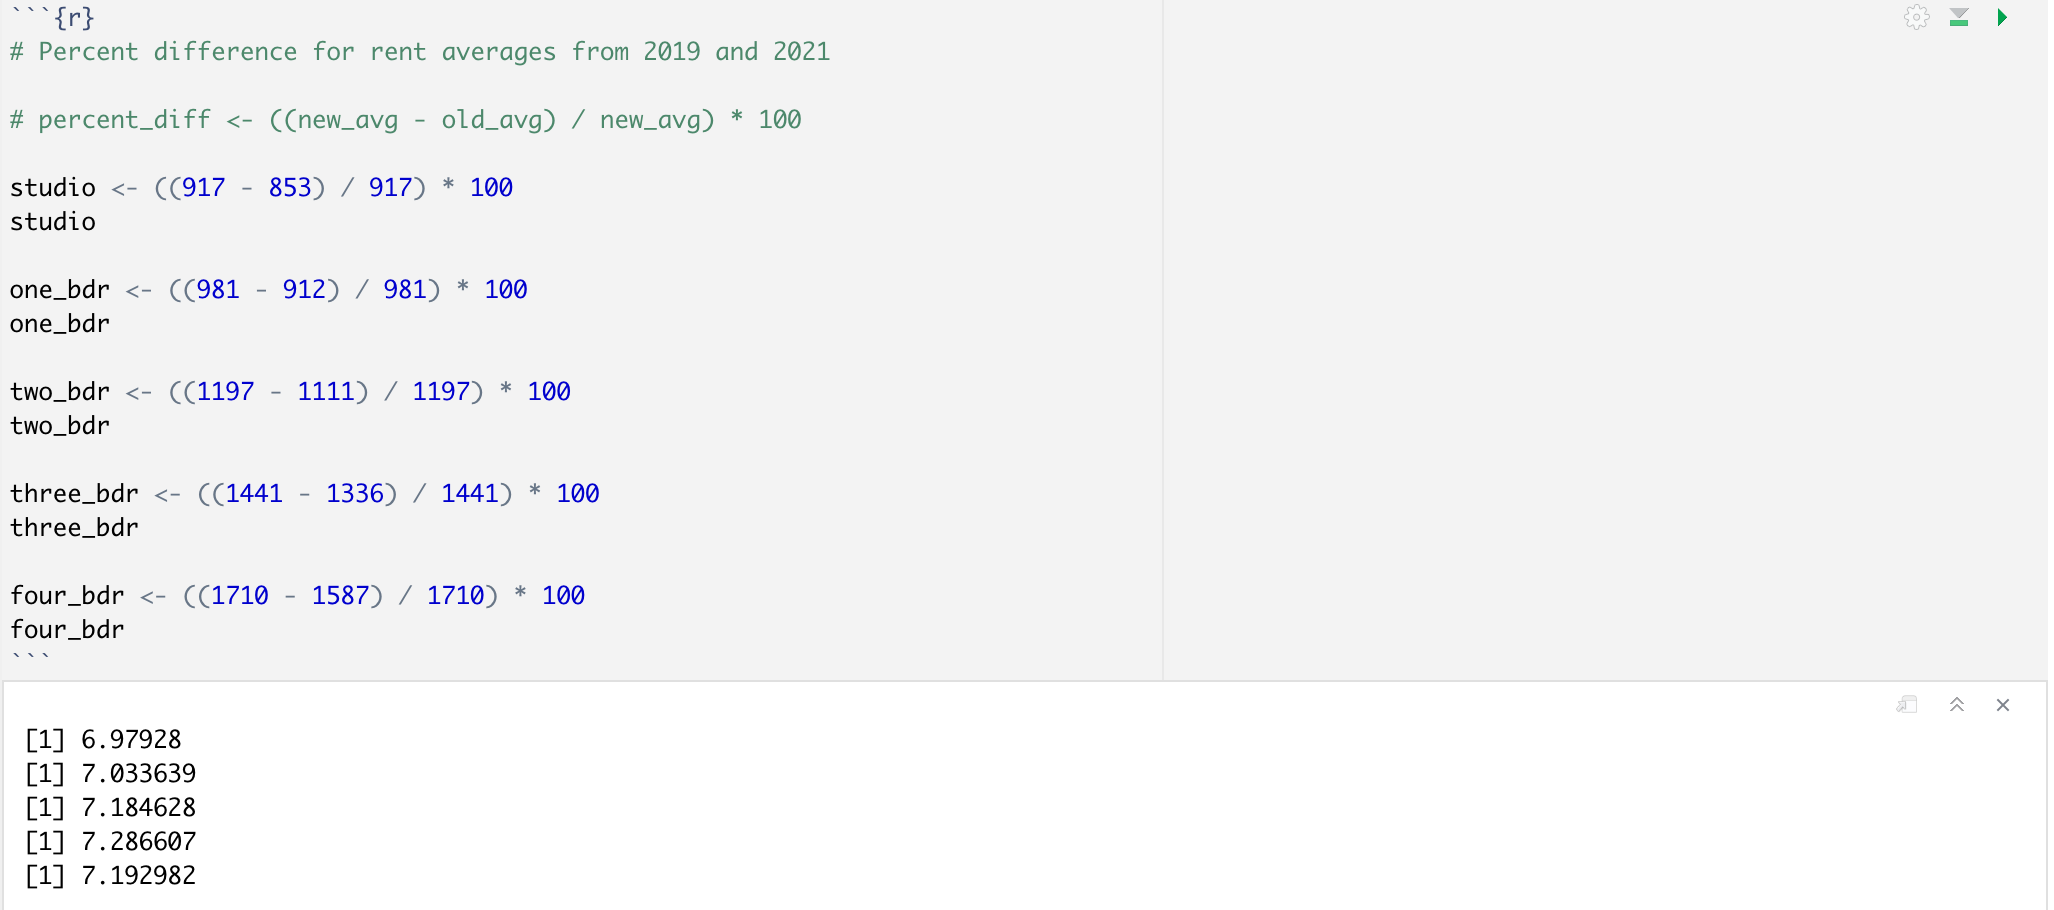 ```{r}
# Percent difference for rent averages from 2019 and 2021
# percent_diff <- ((new_avg - old_avg) / new_avg) * 100
studio <- ((917 - 853) / 917) * 100
studio
one_bdr <- ((981 - 912) / 981) * 100
one_bdr
two_bdr <- ((1197 - 1111) / 1197) * 100
two_bdr
three_bdr <- ((1441 - 1336) / 1441) * 100
three_bdr
four_bdr <- ((1710 - 1587) / 1710) * 100
four_bdr
```
[1] 6.97928
[1] 7.033639
[1] 7.184628
[1] 7.286607
[1] 7.192982